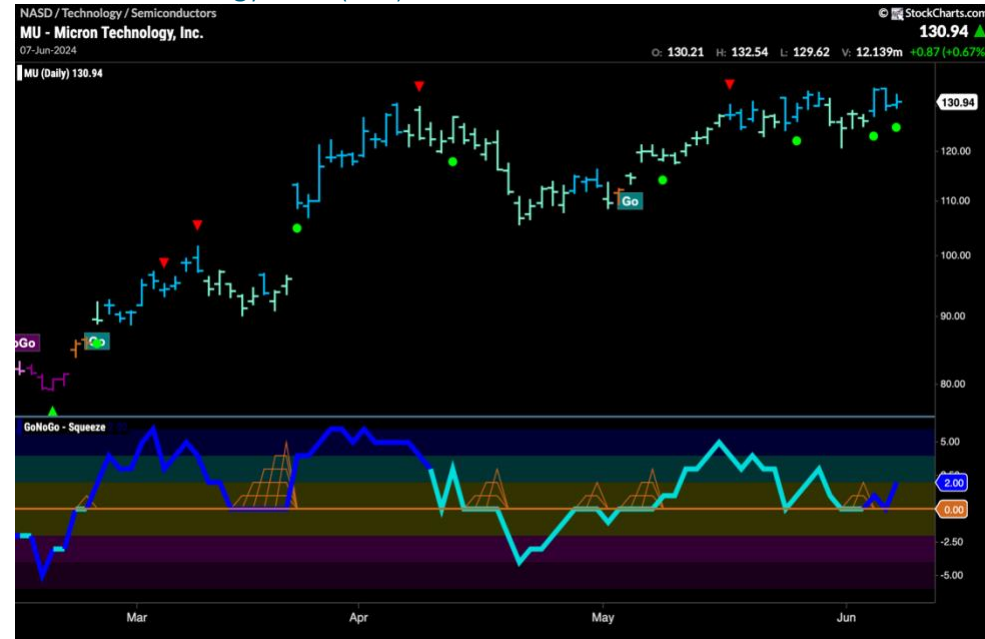 NASD / Technology / Semiconductors
© StockCharts.com
MU - Micron Technology, Inc.
130.94
07-Jun-2024
O: 130.21 H: 132.54 L: 129.62 V: 12.139m +0.87 (+0.67%
MU (Daily) 130.94
130.94
120.00
Go
110.00
100.00
90.00
oGo
Go
80.00
GoNoGo - Squeeze
5.00
2.00
0.00
-2.50
-5.00
Mar Apr May Jun